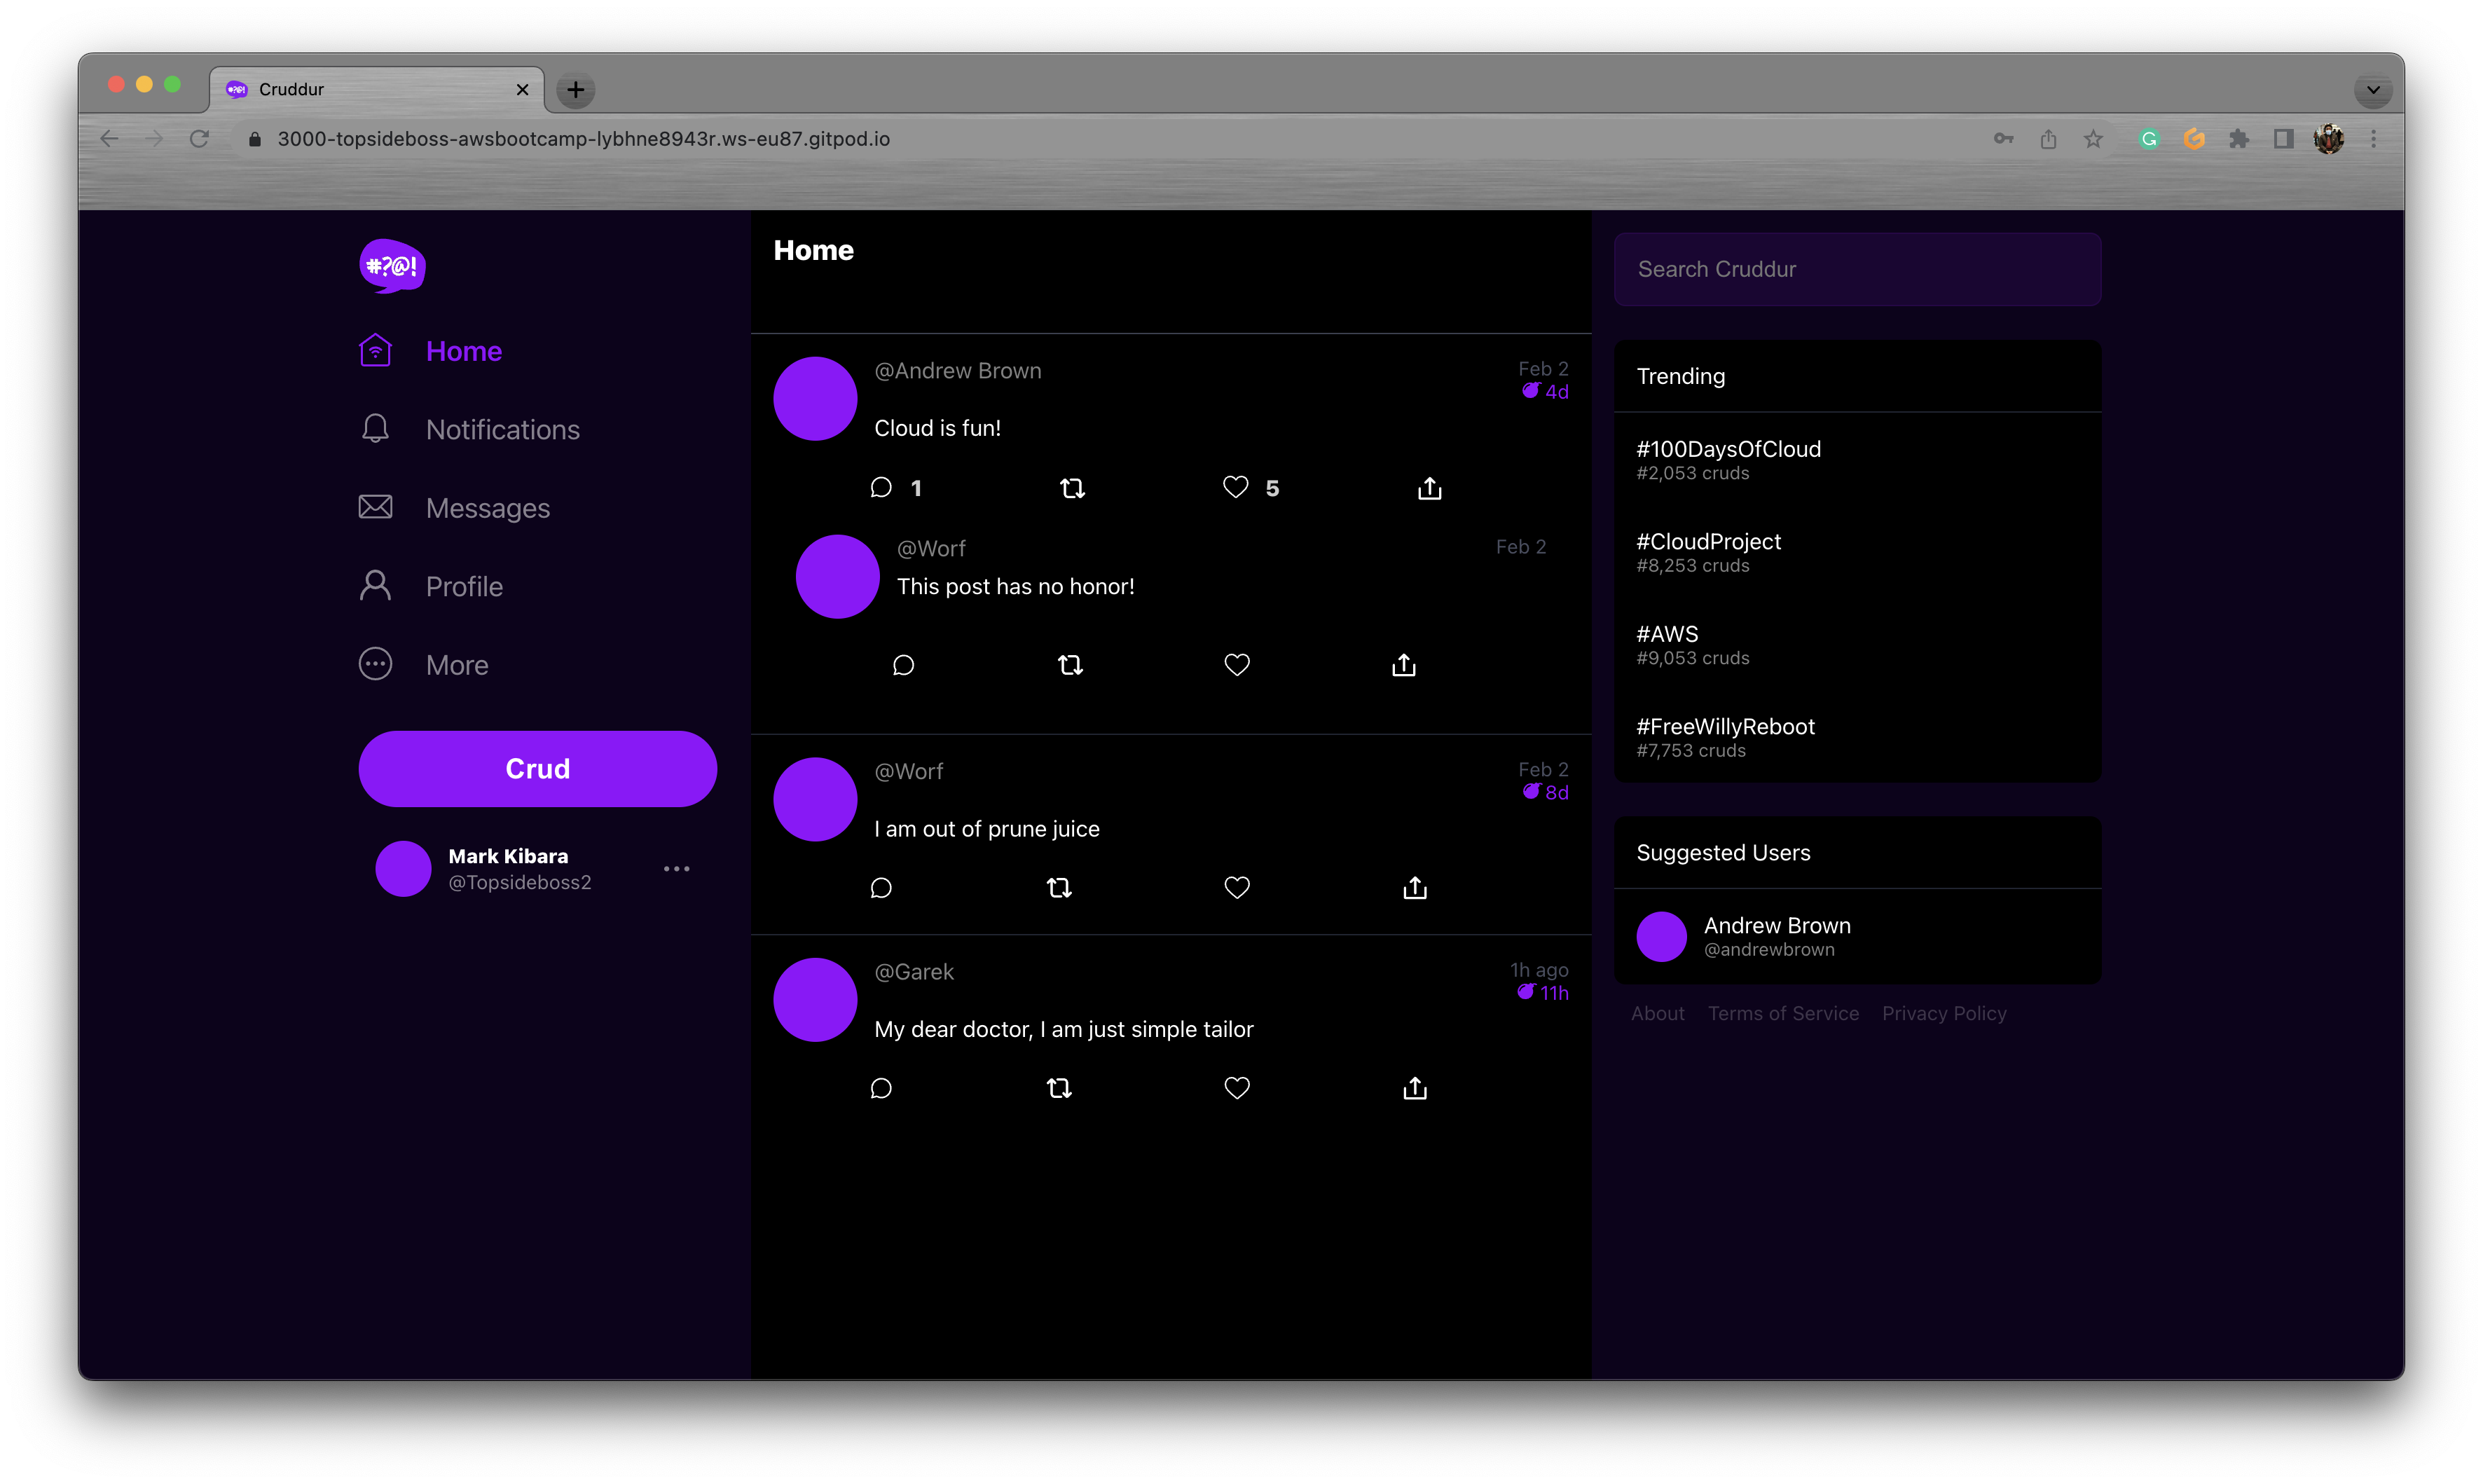 Cruddur
3000-topsideboss-awsbootcamp-lybhne8943r.ws-eu87.gitpod.io
#?@!
Home
Notifications
Messages
Profile
More
Crud
Mark Kibara
@Topsideboss2
Home
@Andrew Brown
Feb 2
4d
Cloud is fun!
1
5
@Worf
Feb 2
This post has no honor!
@Worf
Feb 2
8d
I am out of prune juice
@Garek
1h ago
11h
My dear doctor, I am just simple tailor
Search Cruddur
Trending
#100DaysOfCloud
#2,053 cruds
#CloudProject
#8,253 cruds
#AWS
#9,053 cruds
#FreeWillyReboot
#7,753 cruds
Suggested Users
Andrew Brown
@andrewbrown
About Terms of Service Privacy Policy